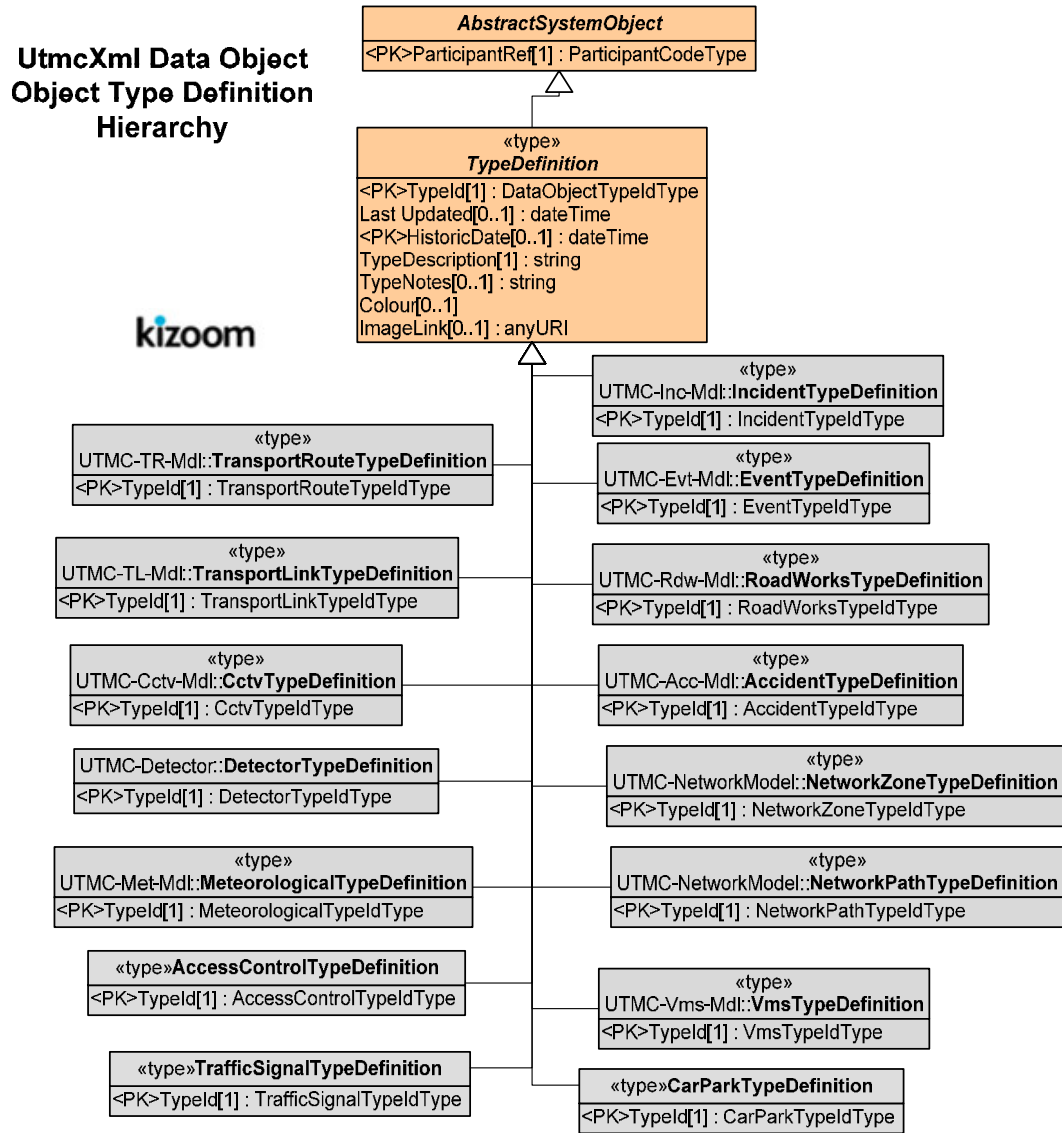 UtmcXml Data Object
Object Type Definition
Hierarchy
AbstractSystemObject
<PK>ParticipantRef[1] : ParticipantCodeType
«type»
TypeDefinition
<PK>TypeId[1] : DataObjectTypeIdType
Last Updated[0..1] : dateTime
<PK>HistoricDate[0..1] : dateTime
TypeDescription[1] : string
TypeNotes[0..1] : string
Colour[0..1]
ImageLink[0..1] : anyURI
kizoom
«type»
UTMC-Inc-Mdl::IncidentTypeDefinition
<PK>TypeId[1] : IncidentTypeIdType
«type»
UTMC-TR-Mdl::TransportRouteTypeDefinition
<PK>TypeId[1] : TransportRouteTypeIdType
«type»
UTMC-Evt-Mdl::EventTypeDefinition
<PK>TypeId[1] : EventTypeIdType
«type»
UTMC-TL-Mdl::TransportLinkTypeDefinition
<PK>TypeId[1] : TransportLinkTypeIdType
«type»
UTMC-Rdw-Mdl::RoadWorksTypeDefinition
<PK>TypeId[1] : RoadWorksTypeIdType
«type»
UTMC-Cctv-Mdl::CctvTypeDefinition
<PK>TypeId[1] : CctvTypeIdType
«type»
UTMC-Acc-Mdl::AccidentTypeDefinition
<PK>TypeId[1] : AccidentTypeIdType
UTMC-Detector::DetectorTypeDefinition
<PK>TypeId[1] : DetectorTypeIdType
«type»
UTMC-NetworkModel::NetworkZoneTypeDefinition
<PK>TypeId[1] : NetworkZoneTypeIdType
«type»
UTMC-Met-Mdl::MeteorologicalTypeDefinition
<PK>TypeId[1] : MeteorologicalTypeIdType
«type»
UTMC-NetworkModel::NetworkPathTypeDefinition
<PK>TypeId[1] : NetworkPathTypeIdType
«type»AccessControlTypeDefinition
<PK>TypeId[1] : AccessControlTypeIdType
«type»
UTMC-Vms-Mdl::VmsTypeDefinition
<PK>TypeId[1] : VmsTypeIdType
«type»TrafficSignalTypeDefinition
<PK>TypeId[1] : TrafficSignalTypeIdType
«type»CarParkTypeDefinition
<PK>TypeId[1] : CarParkTypeIdType